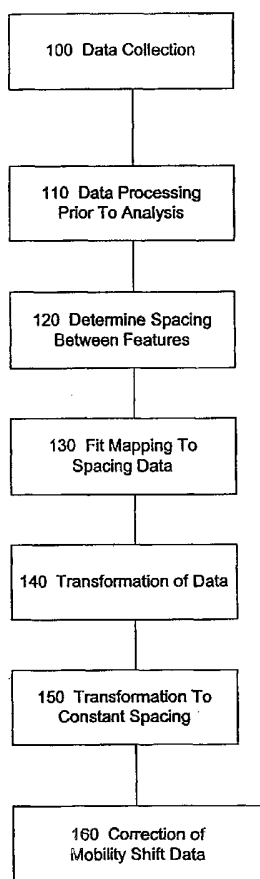 100 Data Collection
110 Data Processing
Prior To Analysis
120 Determine Spacing
Between Features
130 Fit Mapping To
Spacing Data
140 Transformation of Data
150 Transformation To
Constant Spacing
160 Correction of
Mobility Shift Data